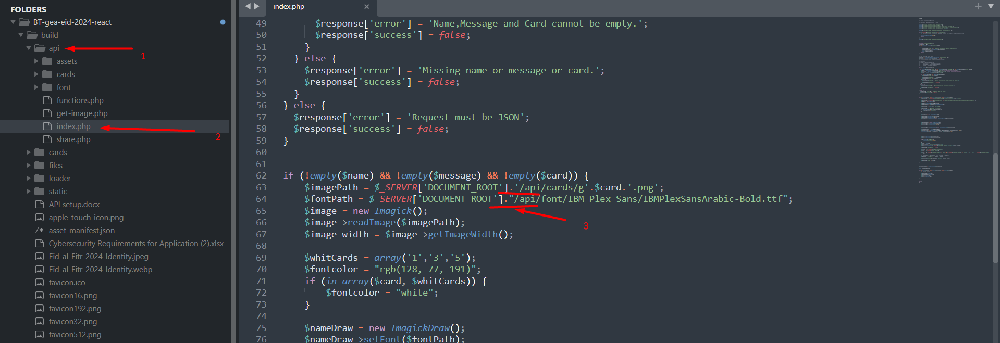 FOLDERS
BT-gea-eid-2024-react
build
api
assets
cards
font
functions.php
get-image.php
index.php
share.php
cards
files
loader
static
API setup.docx
apple-touch-icon.png
/* asset-manifest.json
Cybersecurity Requirements for Application (2).xlsx
Eid-al-Fitr-2024-Identity.jpeg
Eid-al-Fitr-2024-Identity.webp
favicon.ico
favicon16.png
favicon192.png
favicon32.png
favicon512.png
1
2
index.php ×
49 $response['error'] = 'Name,Message and Card cannot be empty.';
50 $response['success'] = false;
51 }
52 } else {
53 $response['error'] = 'Missing name or message or card.';
54 $response['success'] = false;
55 }
56 } else {
57 $response['error'] = 'Request must be JSON';
58 $response['success'] = false;
59 }
60
61
62 if (!empty($name) && !empty($message) && !empty($card)) {
63 $imagePath = $_SERVER['DOCUMENT_ROOT'].'/api/cards/g'.$card.'.png';
64 $fontPath = $_SERVER['DOCUMENT_ROOT']."/api/font/IBM_Plex_Sans/IBMPlexSansArabic-Bold.ttf";
65 $image = new Imagick();
66 $image->readImage($imagePath);
67 $image_width = $image->getImageWidth();
68
69 $whitCards = array('1','3','5');
70 $fontcolor = "rgb(128, 77, 191)";
71 if (in_array($card, $whitCards)) {
72 $fontcolor = "white";
73 }
74
75 $nameDraw = new ImagickDraw();
76 $nameDraw->setFont($fontPath);
3